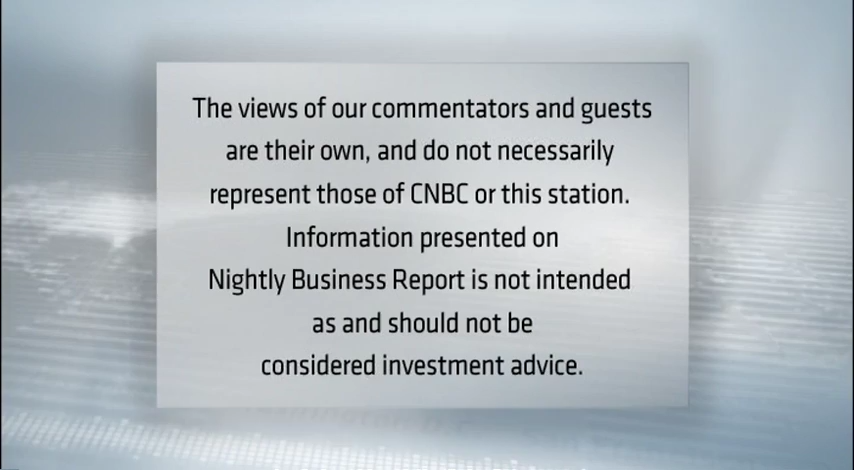 The views of our commentators and guests
are their own, and do not necessarily
represent those of CNBC or this station.
Information presented on
Nightly Business Report is not intended
as and should not be
considered investment advice.